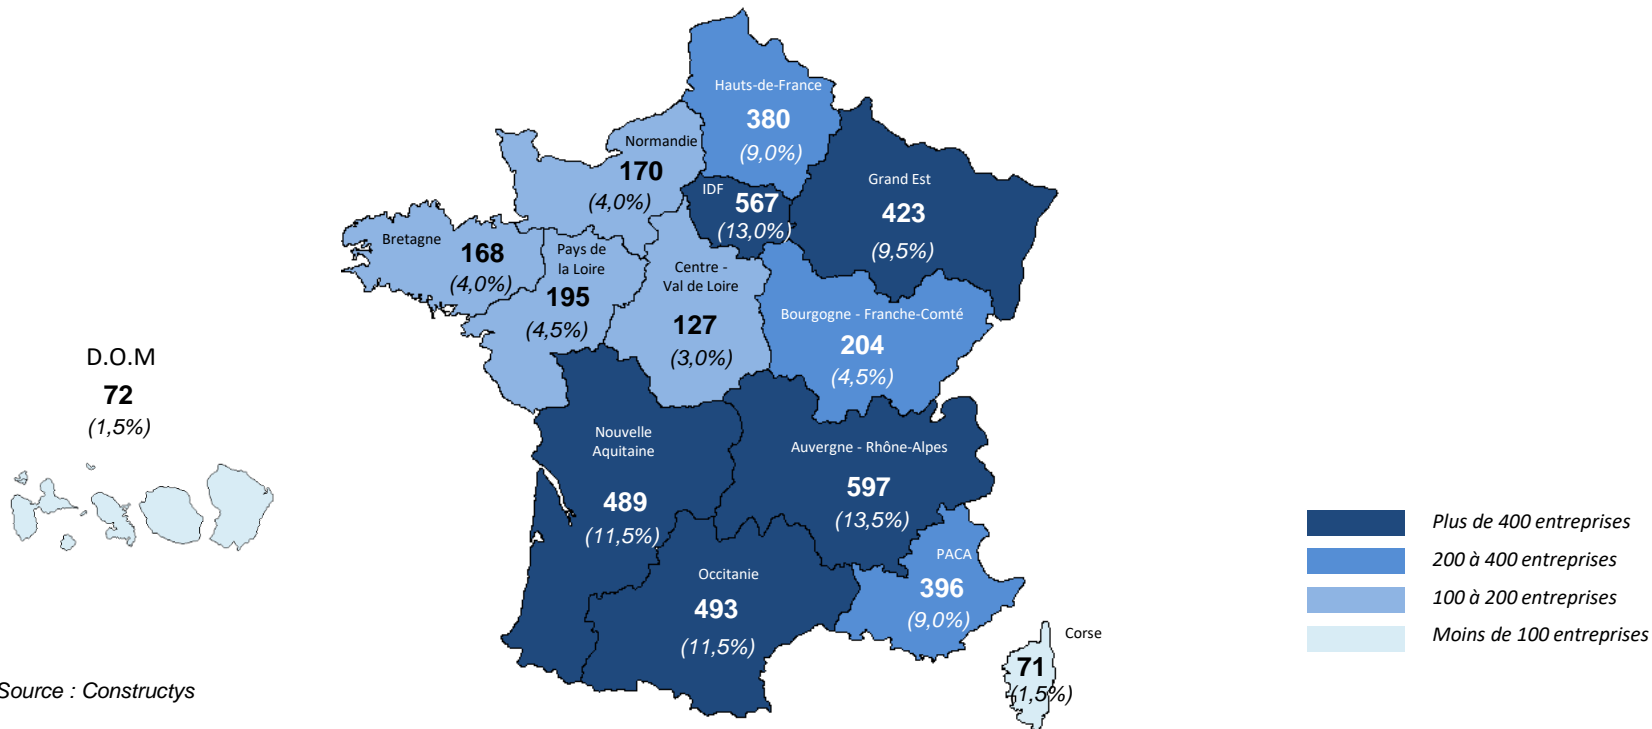 Hauts-de-France
380
(9,0%)
Normandie
170
(4,0%)
IDF
567
(13,0%)
Grand Est
423
(9,5%)
Bretagne
168
(4,0%)
Pays de
la Loire
195
(4,5%)
Centre -
Val de Loire
127
(3,0%)
Bourgogne - Franche-Comté
204
(4,5%)
D.O.M
72
(1,5%)
Nouvelle
Aquitaine
489
(11,5%)
Auvergne - Rhône-Alpes
597
(13,5%)
Occitanie
493
(11,5%)
PACA
396
(9,0%)
Corse
71
(1,5%)
Plus de 400 entreprises
200 à 400 entreprises
100 à 200 entreprises
Moins de 100 entreprises
Source : Constructys